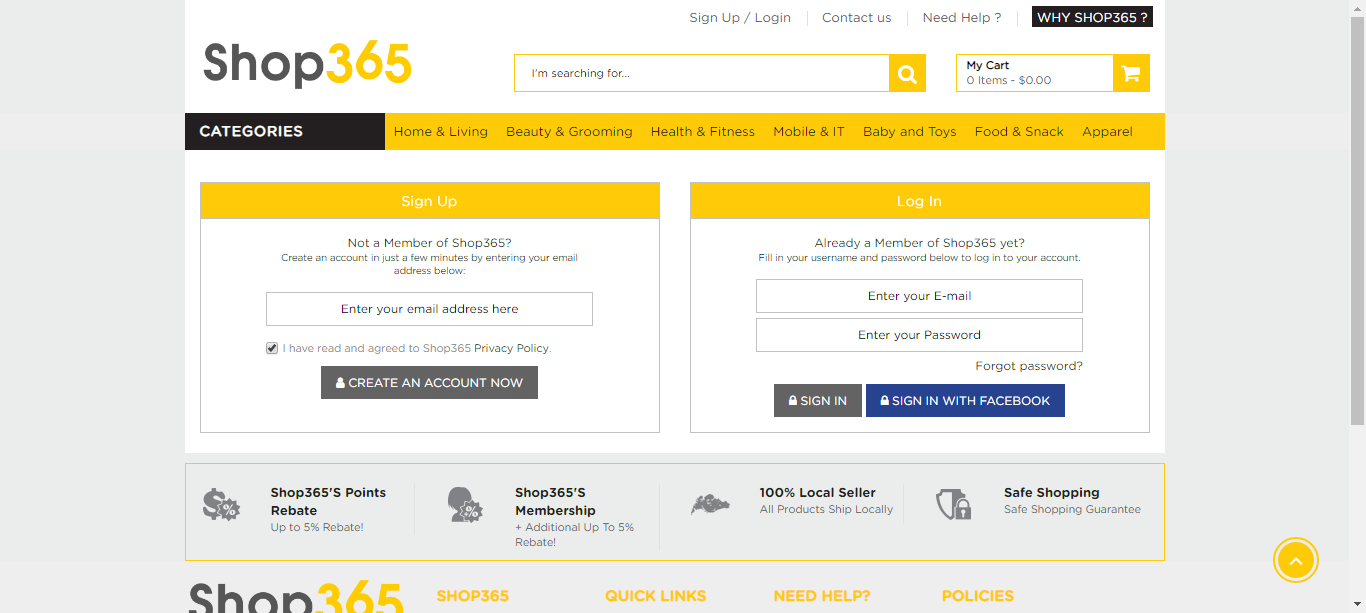 Sign Up / Login
Contact us
Need Help ?
WHY SHOP365 ?
Shop365
I'm searching for...
My Cart
0 Items - $0.00
CATEGORIES
Home & Living
Beauty & Grooming
Health & Fitness
Mobile & IT
Baby and Toys
Food & Snack
Apparel
Sign Up
Not a Member of Shop365?
Create an account in just a few minutes by entering your email
address below:
Enter your email address here
I have read and agreed to Shop365 Privacy Policy.
CREATE AN ACCOUNT NOW
Log In
Already a Member of Shop365 yet?
Fill in your username and password below to log in to your account.
Enter your E-mail
Enter your Password
Forgot password?
SIGN IN
SIGN IN WITH FACEBOOK
Shop365'S Points
Rebate
Up to 5% Rebate!
Shop365'S
Membership
+ Additional Up To 5%
Rebate!
100% Local Seller
All Products Ship Locally
Safe Shopping
Safe Shopping Guarantee
Shop365
SHOP365
QUICK LINKS
NEED HELP?
POLICIES